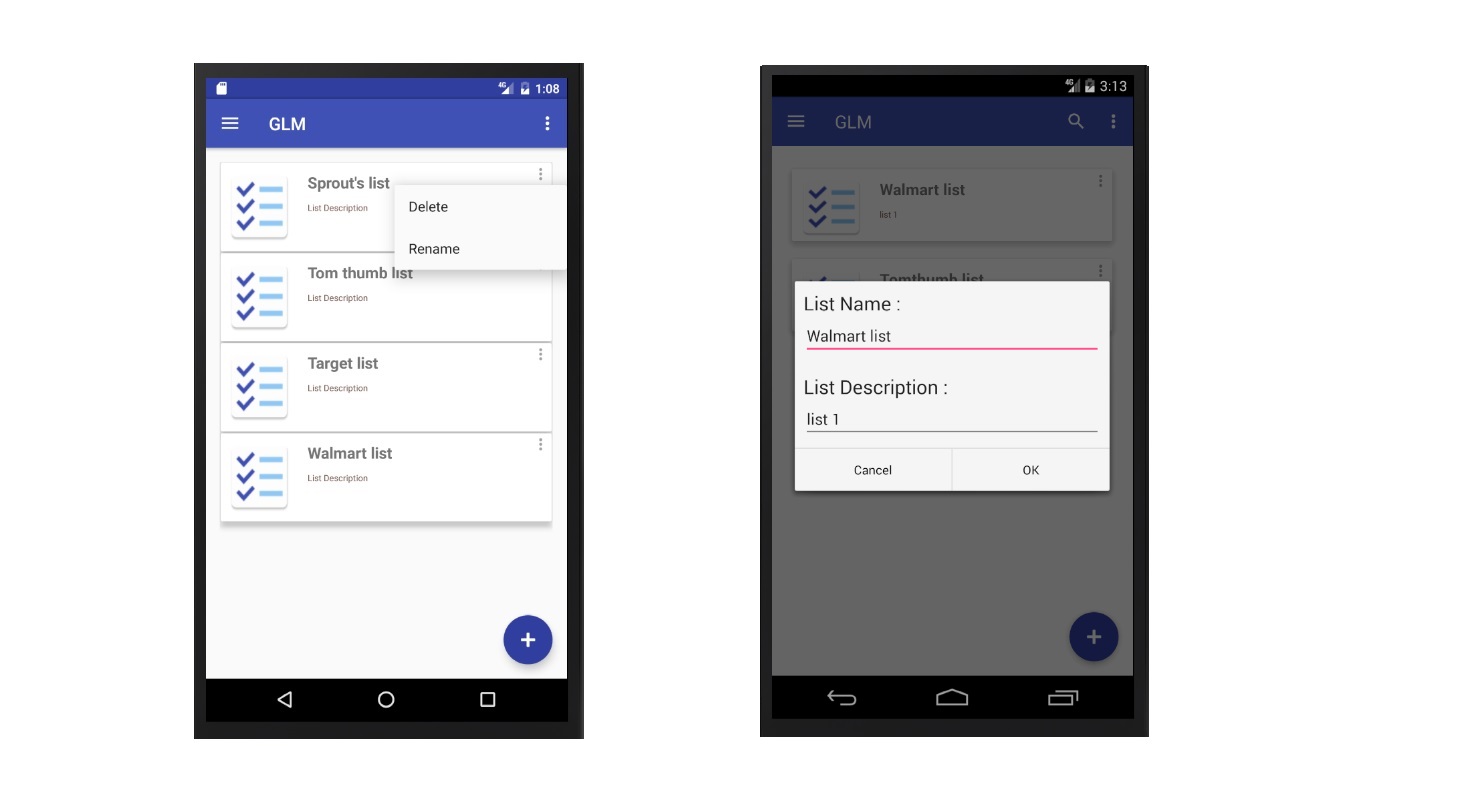 4G 1:08
GLM
Sprout's list
List Description
Delete
Rename
Tom thumb list
List Description
Target list
List Description
Walmart list
List Description
+
4G 3:13
GLM
Walmart list
list 1
Tomthumb list
List Name :
Walmart list
List Description :
list 1
Cancel OK
+